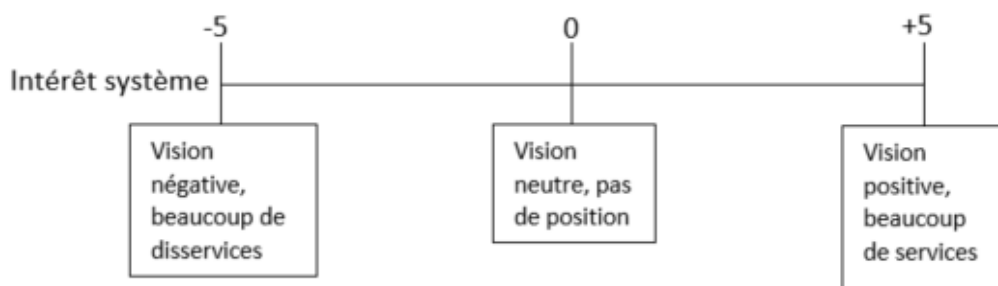 -5 0 +5
Intérêt système
Vision
négative,
beaucoup de
disservices
Vision
neutre, pas
de position
Vision
positive,
beaucoup
de services